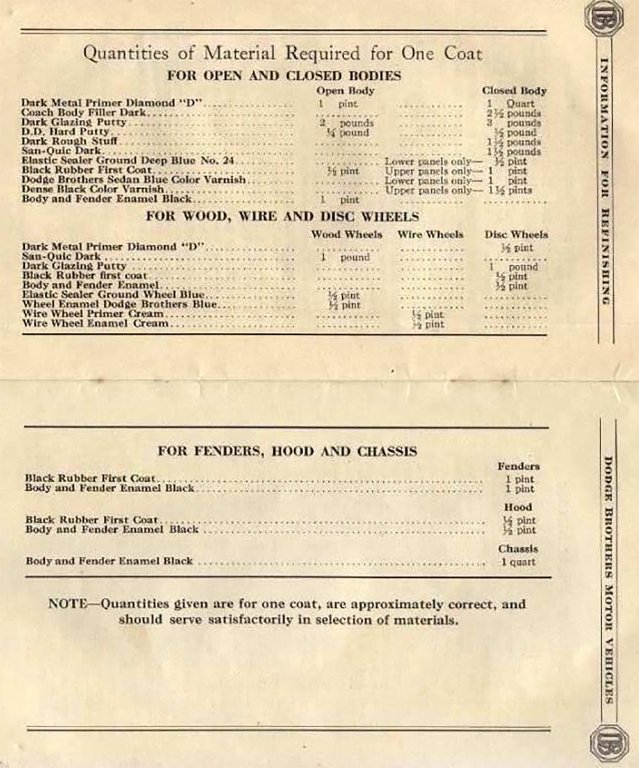 Quantities of Material Required for One Coat
FOR OPEN AND CLOSED BODIES
Open Body Closed Body
Dark Metal Primer Diamond "D" 1 pint 1 Quart
Coach Body Filler Dark 2½ pounds
Dark Glazing Putty 2 pounds 3 pounds
D.D. Hard Putty ¼ pound ½ pound
Dark Rough Stuff 1½ pounds
San-Quic Dark 1½ pounds
Elastic Sealer Ground Deep Blue No. 24 Lower panels only— ½ pint
Black Rubber First Coat ½ pint Upper panels only— 1 pint
Dodge Brothers Sedan Blue Color Varnish Lower panels only— 1 pint
Dense Black Color Varnish Upper panels only— 1½ pints
Body and Fender Enamel Black 1 pint
FOR WOOD, WIRE AND DISC WHEELS
Wood Wheels Wire Wheels Disc Wheels
Dark Metal Primer Diamond "D" ½ pint
San-Quic Dark 1 pound
Dark Glazing Putty 1 pound
Black Rubber first coat ½ pint
Body and Fender Enamel ½ pint
Elastic Sealer Ground Wheel Blue ½ pint
Wheel Enamel Dodge Brothers Blue ½ pint
Wire Wheel Primer Cream ½ pint
Wire Wheel Enamel Cream ½ pint
INFORMATION FOR REFINISHING
FOR FENDERS, HOOD AND CHASSIS
Fenders
Black Rubber First Coat 1 pint
Body and Fender Enamel Black 1 pint
Hood
Black Rubber First Coat ½ pint
Body and Fender Enamel Black ½ pint
Chassis
Body and Fender Enamel Black 1 quart
NOTE—Quantities given are for one coat, are approximately correct, and
should serve satisfactorily in selection of materials.
DODGE BROTHERS MOTOR VEHICLES